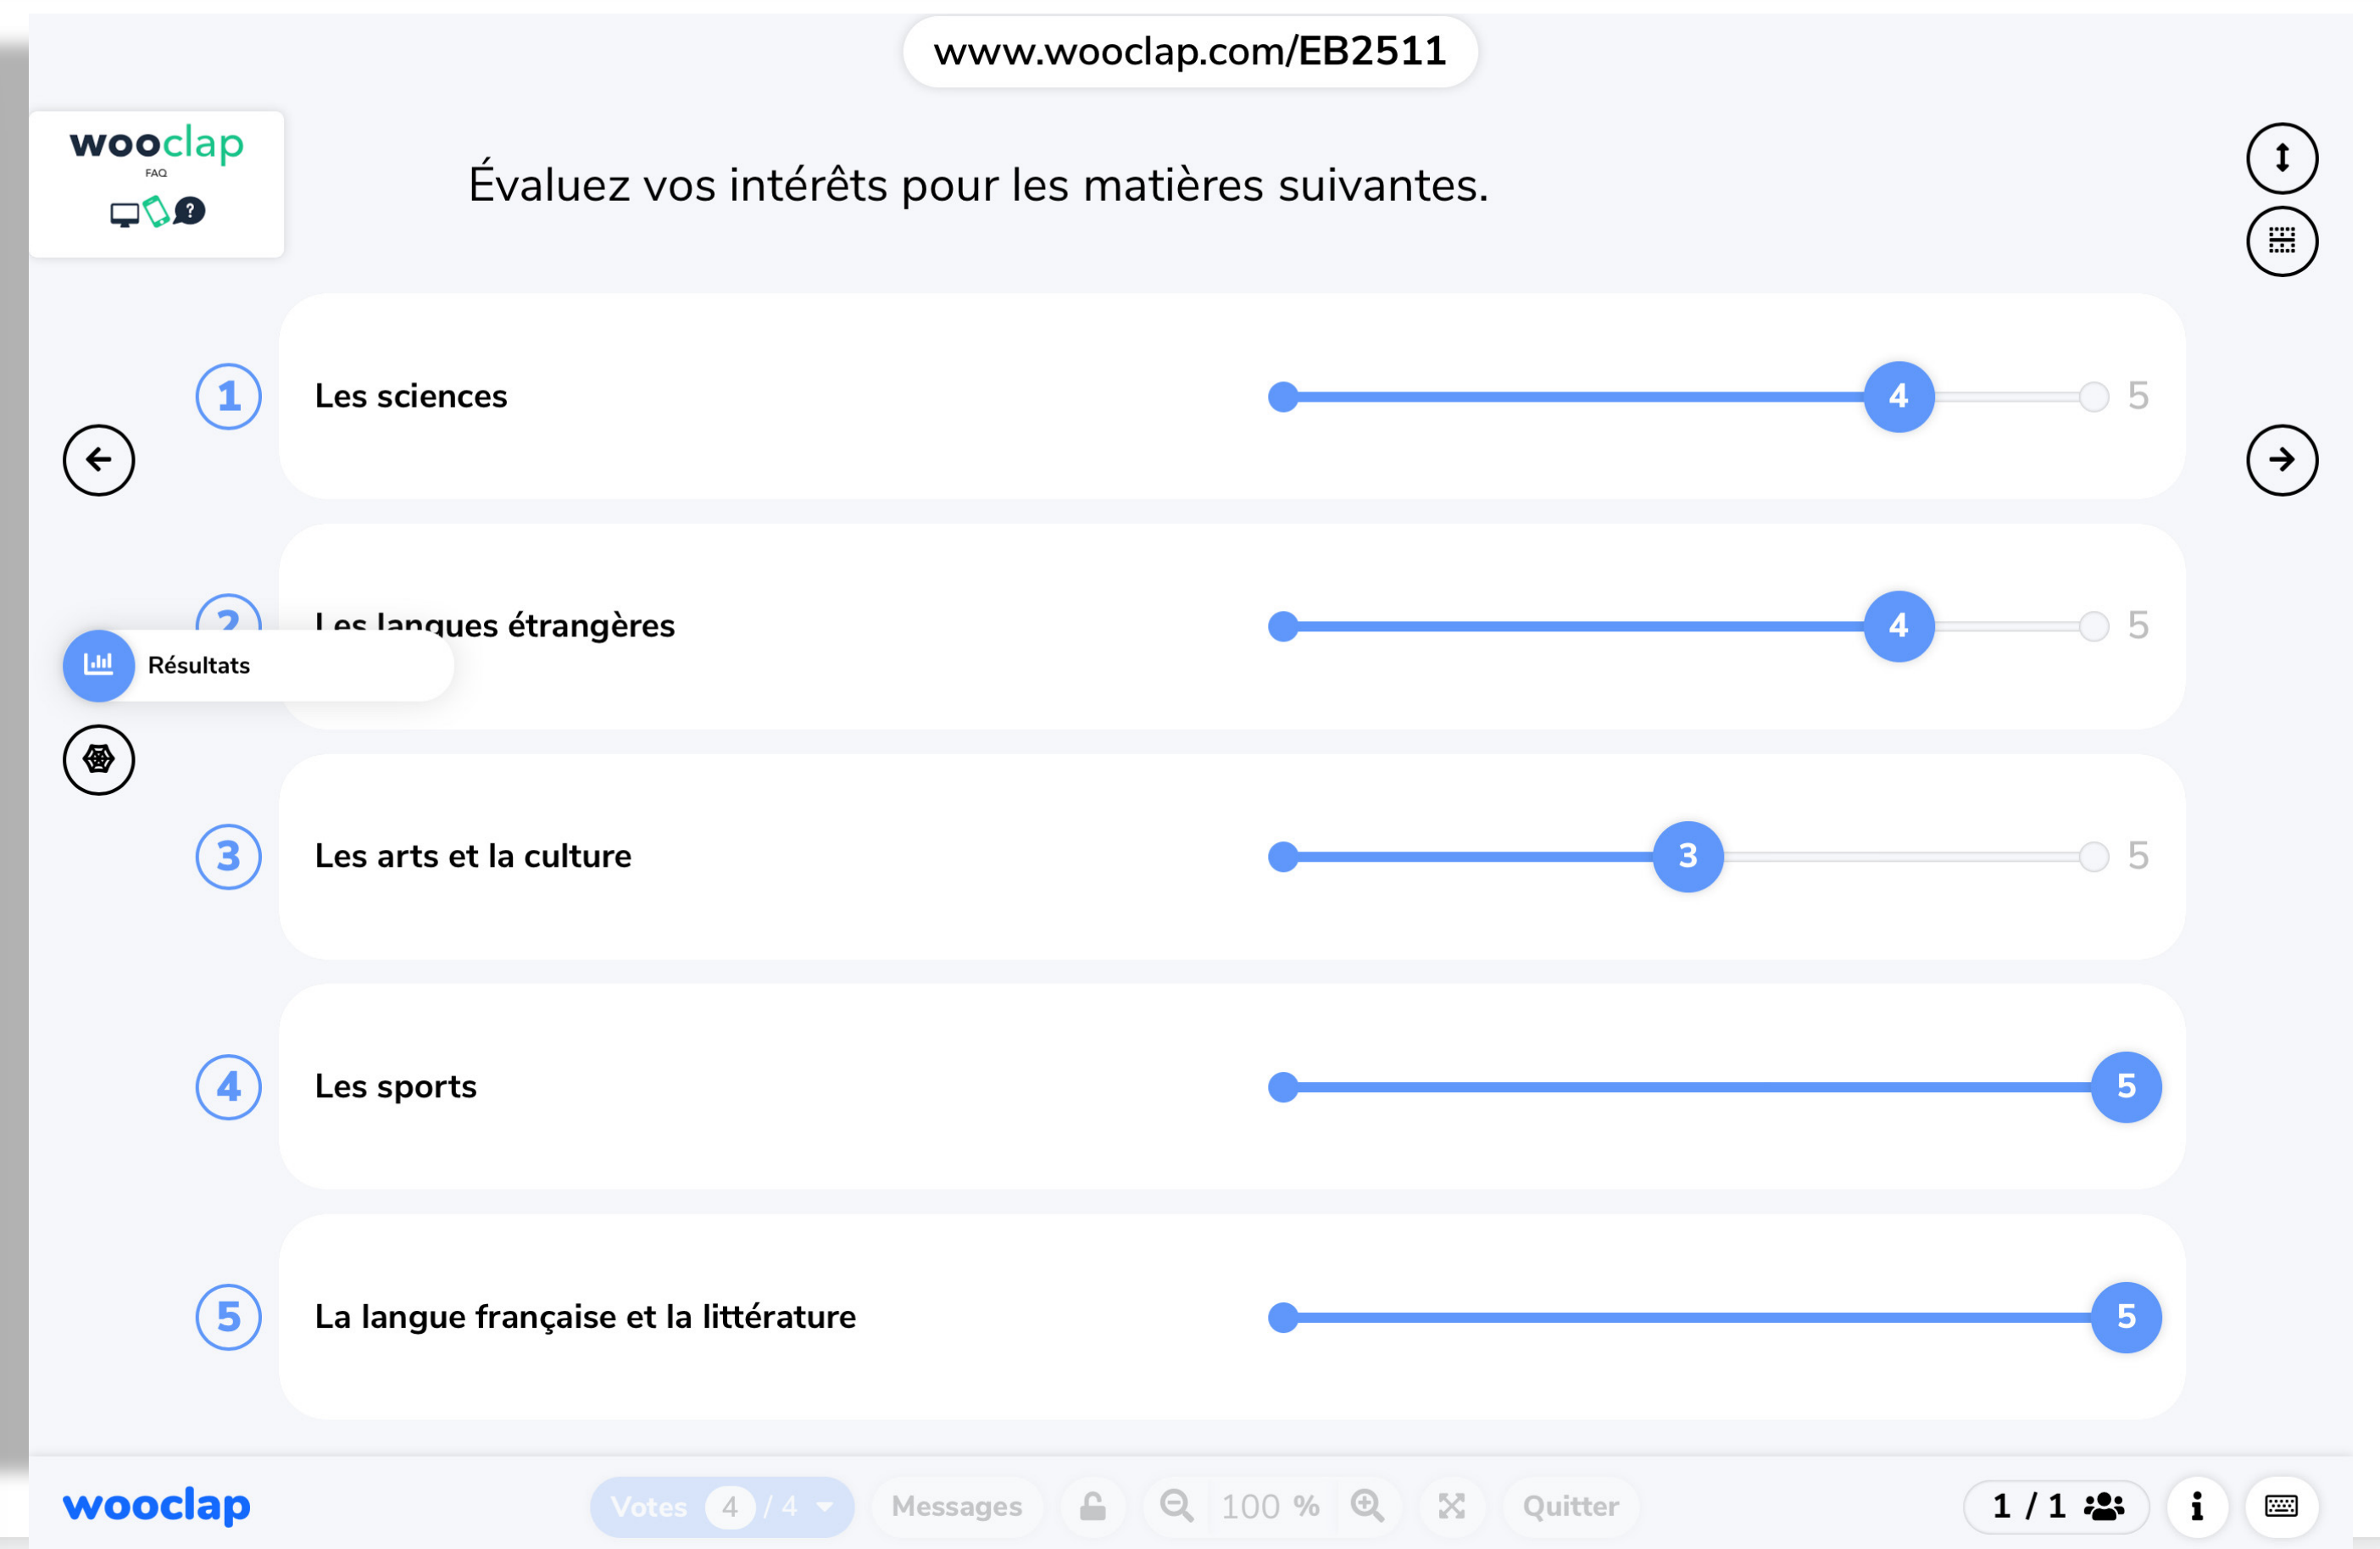 www.wooclap.com/EB2511
wooclap
FAQ
Évaluez vos intérêts pour les matières suivantes.
1 Les sciences 4 5
2 Les langues étrangères 4 5
Résultats
3 Les arts et la culture 3 5
4 Les sports 5
5 La langue française et la littérature 5
wooclap Votes 4 / 4 Messages 100 % Quitter 1 / 1